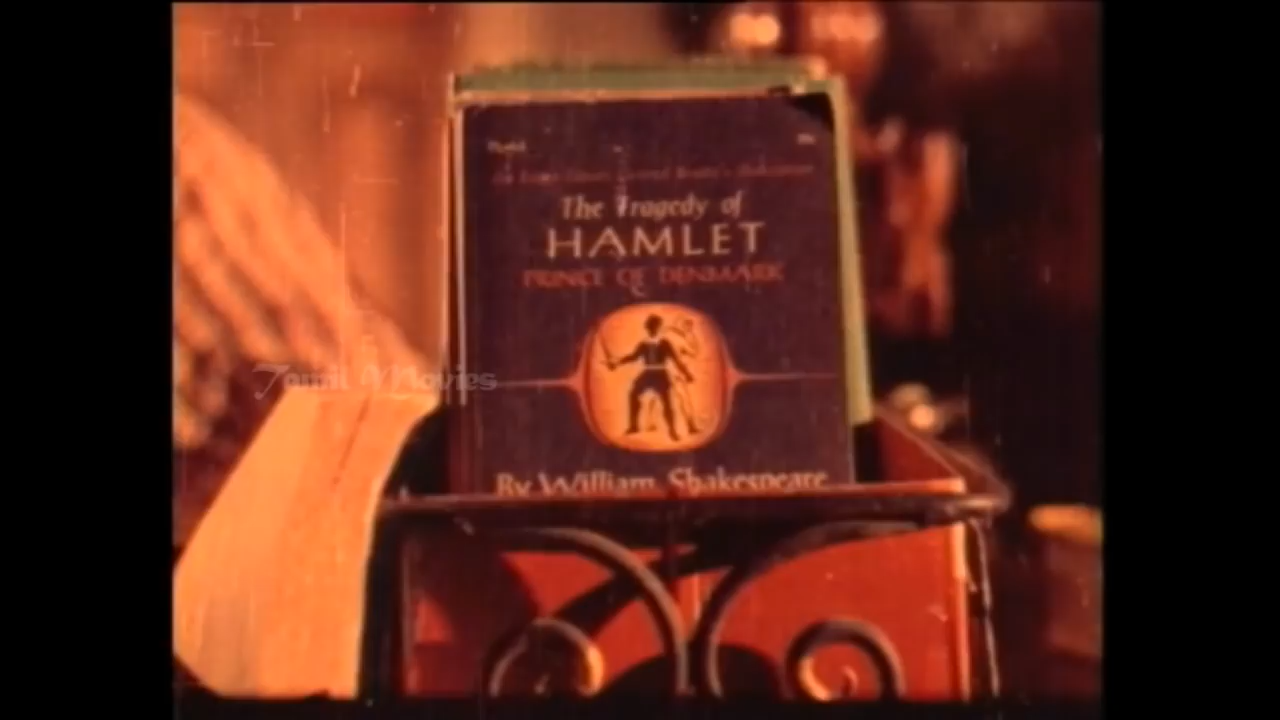 The Tragedy of
HAMLET
PRINCE OF DENMARK
Tamil Movies
By William Shakespeare